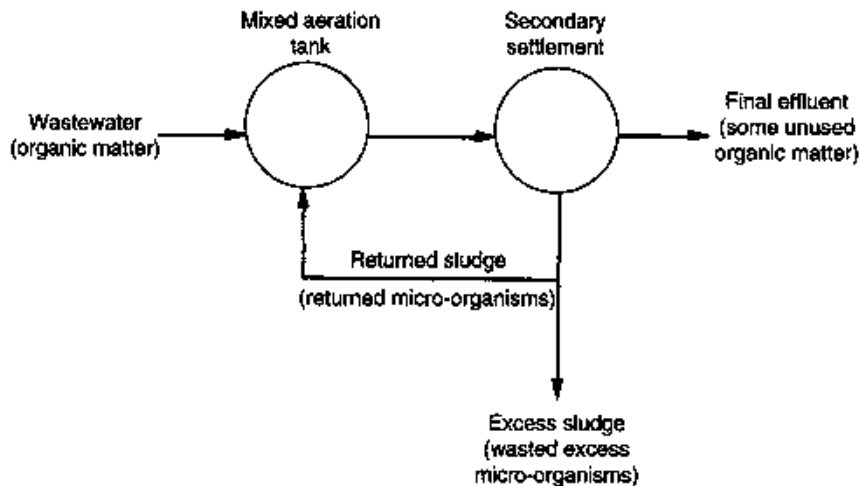 Mixed aeration
tank
Secondary
settlement
Wastewater
(organic matter)
Final effluent
(some unused
organic matter)
Returned sludge
(returned micro-organisms)
Excess sludge
(wasted excess
micro-organisms)